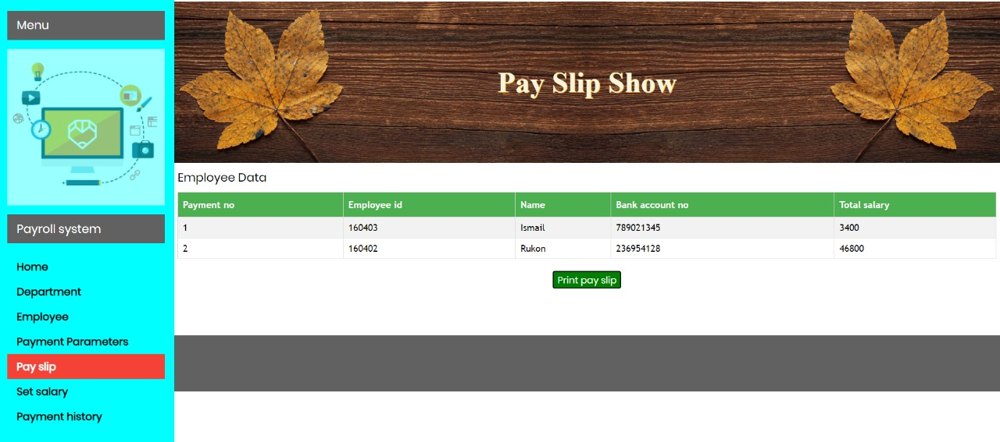 Menu
Payroll system
Home
Department
Employee
Payment Parameters
Pay slip
Set salary
Payment history
Pay Slip Show
Employee Data
Payment no Employee id Name Bank account no Total salary
1 160403 Ismail 789021345 3400
2 160402 Rukon 236954128 46800
Print pay slip